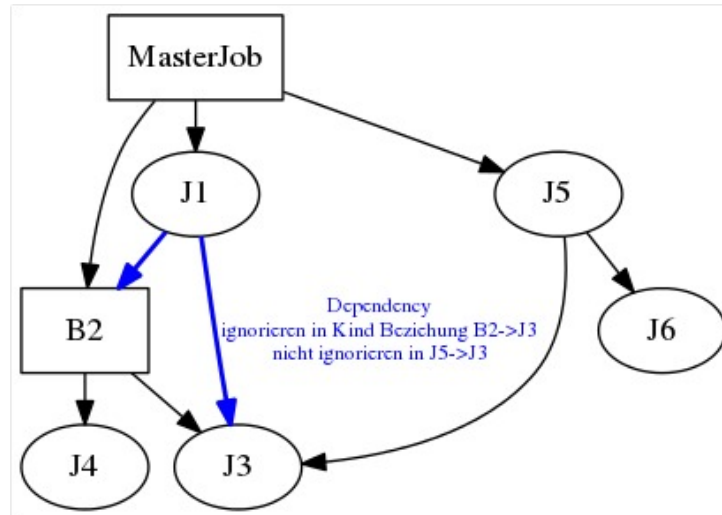 MasterJob
J1
J5
Dependency
ignorieren in Kind Beziehung B2->J3
nicht ignorieren in J5->J3
B2
J6
J4
J3